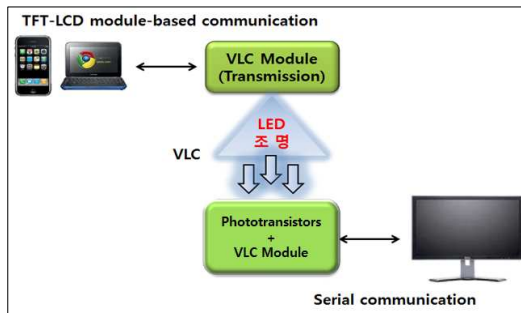 TFT-LCD module-based communication
VLC Module
(Transmission)
LED
조 명
VLC
Phototransistors
+
VLC Module
Serial communication